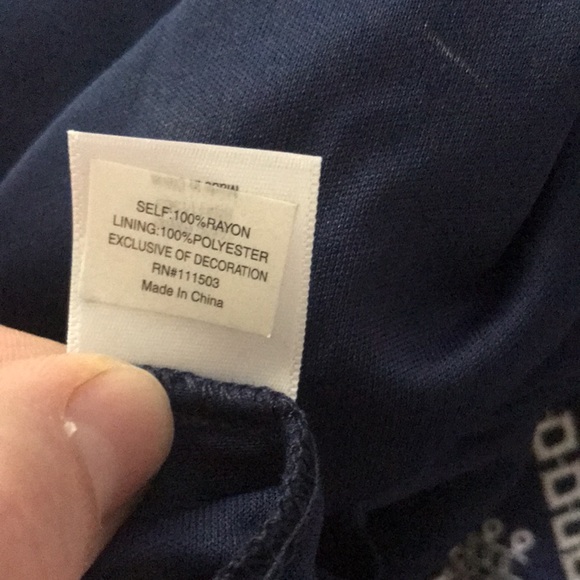 SELF:100%RAYON
LINING:100%POLYESTER
EXCLUSIVE OF DECORATION
RN#111503
Made In China